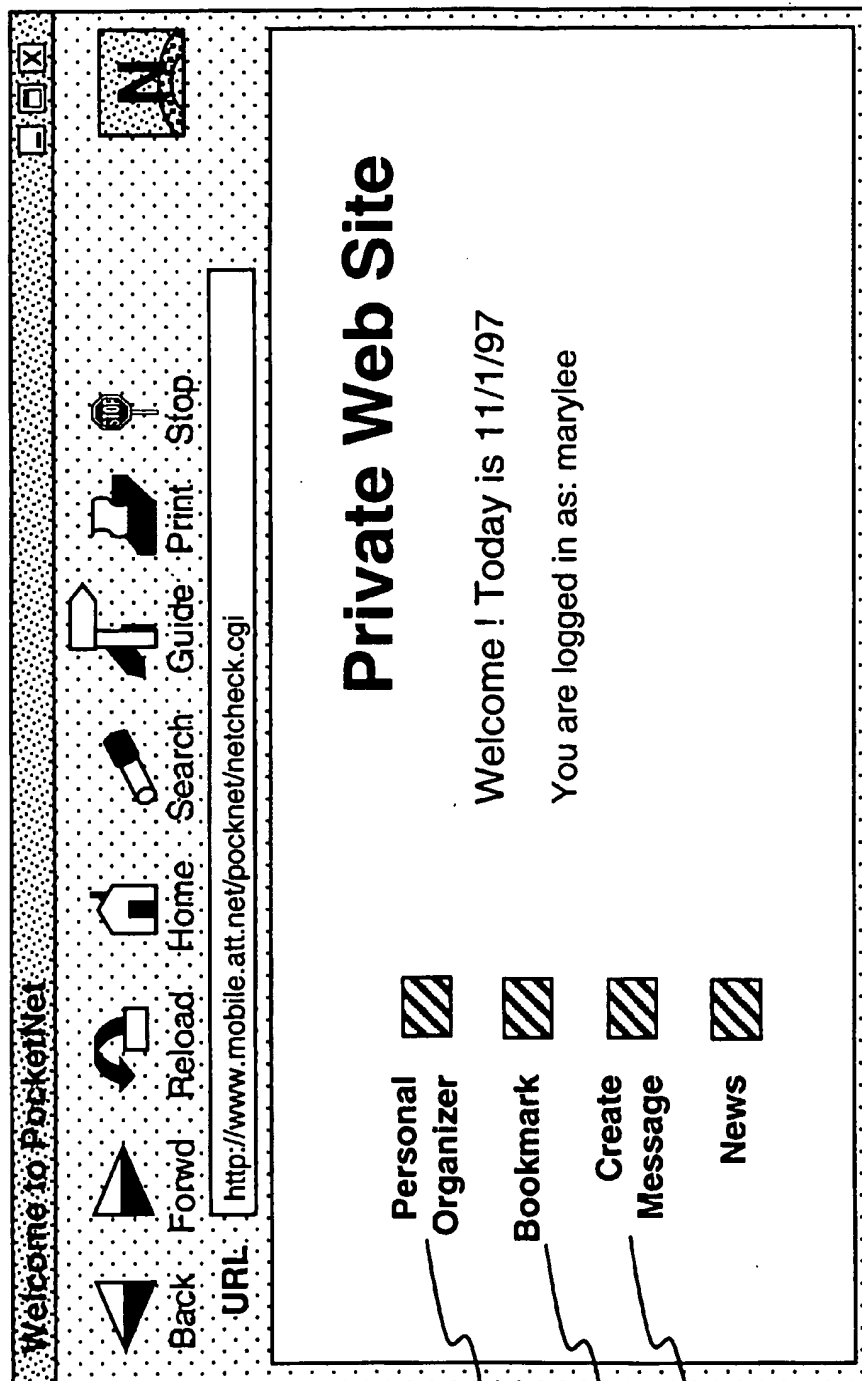 Welcome to PocketNet
N
STOP
Back Forwd Reload Home Search Guide Print Stop
URL http://www.mobile.att.net/pocknet/netcheck.cgi
Private Web Site
Welcome ! Today is 11/1/97
You are logged in as: marylee
Personal
Organizer
Bookmark
Create
Message
News